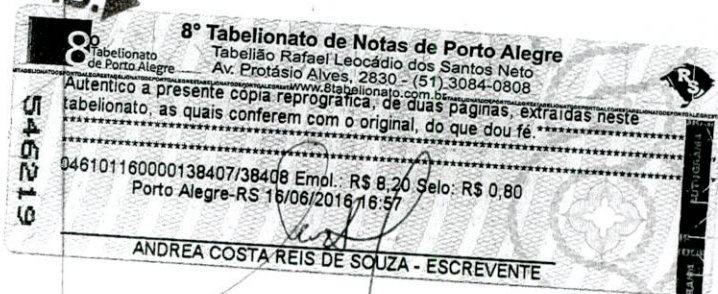 8º Tabelionato de Notas de Porto Alegre
8º
Tabelionato
de Porto Alegre
Tabelião Rafael Leocádio dos Santos Neto
Av. Protásio Alves, 2830 - (51) 3084-0808
www.8tabelionato.com.br
Autentico a presente cópia reprográfica, de duas páginas, extraídas neste
tabelionato, as quais conferem com o original, do que dou fé.
046101160000138407/38408 Emol.: R$ 8,20 Selo: R$ 0,80
Porto Alegre-RS 16/06/2016 16:57
ANDREA COSTA REIS DE SOUZA - ESCREVENTE
546219
RS